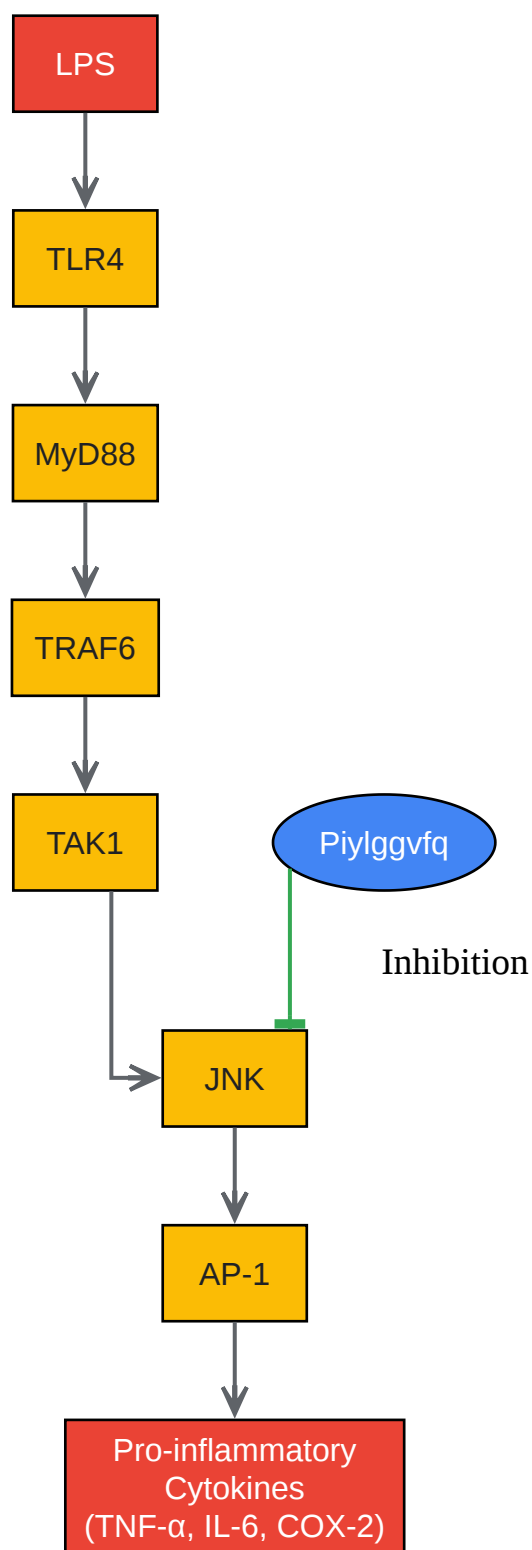 LPS
TLR4
MyD88
TRAF6
TAK1
Piylggvfq
Inhibition
JNK
AP-1
Pro-inflammatory
Cytokines
(TNF-α, IL-6, COX-2)